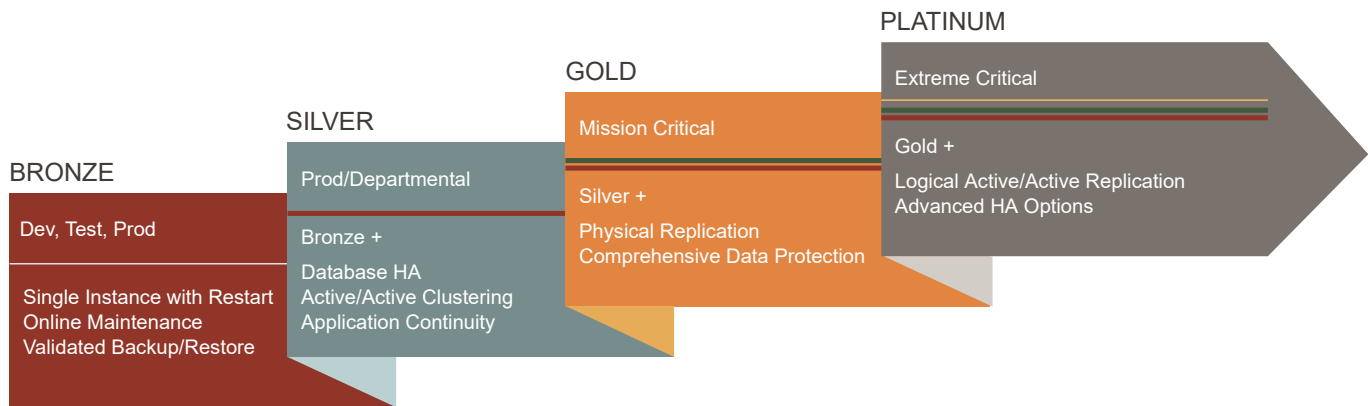 BRONZE
Dev, Test, Prod
Single Instance with Restart
Online Maintenance
Validated Backup/Restore
SILVER
Prod/Departmental
Bronze +
Database HA
Active/Active Clustering
Application Continuity
GOLD
Mission Critical
Silver +
Physical Replication
Comprehensive Data Protection
PLATINUM
Extreme Critical
Gold +
Logical Active/Active Replication
Advanced HA Options